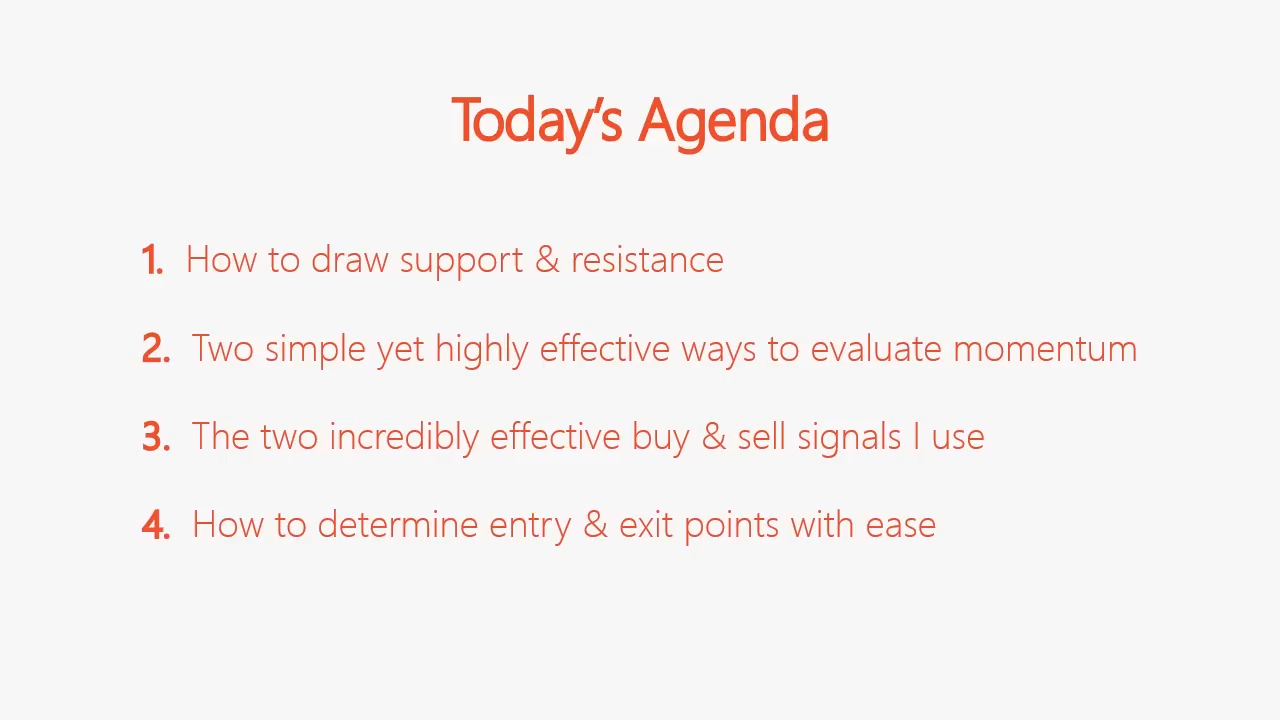 Today’s Agenda
1. How to draw support & resistance
2. Two simple yet highly effective ways to evaluate momentum
3. The two incredibly effective buy & sell signals I use
4. How to determine entry & exit points with ease